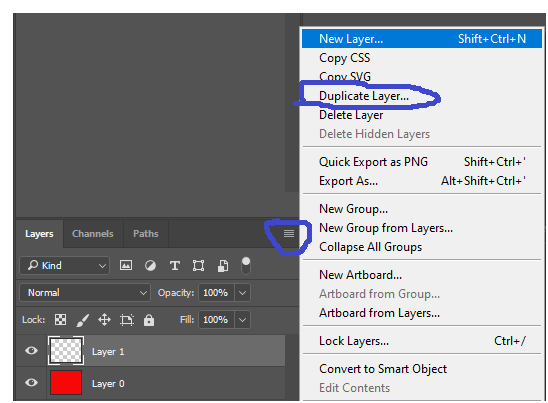 New Layer... Shift+Ctrl+N
Copy CSS
Copy SVG
Duplicate Layer...
Delete Layer
Delete Hidden Layers
Quick Export as PNG Shift+Ctrl+'
Export As... Alt+Shift+Ctrl+'
New Group...
New Group from Layers...
Collapse All Groups
New Artboard...
Artboard from Group...
Artboard from Layers...
Lock Layers... Ctrl+/
Convert to Smart Object
Edit Contents
Layers Channels Paths
Kind T
Normal Opacity: 100%
Lock: Fill: 100%
Layer 1
Layer 0